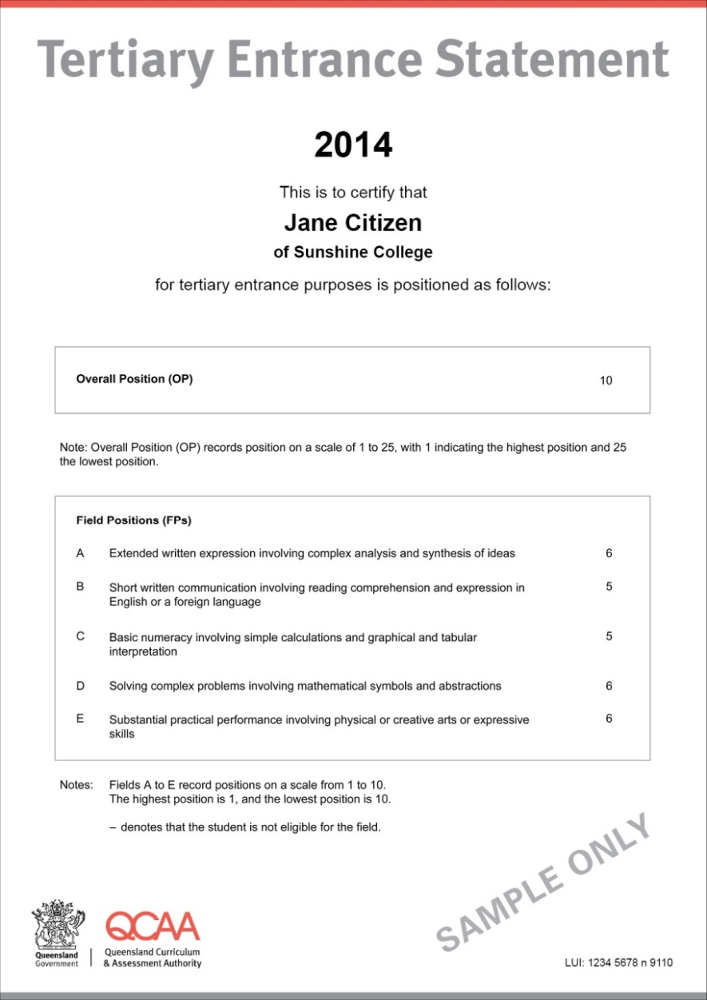 Tertiary Entrance Statement
2014
This is to certify that
Jane Citizen
of Sunshine College
for tertiary entrance purposes is positioned as follows:
Overall Position (OP) 10
Note: Overall Position (OP) records position on a scale of 1 to 25, with 1 indicating the highest position and 25
the lowest position.
Field Positions (FPs)
A Extended written expression involving complex analysis and synthesis of ideas 6
B Short written communication involving reading comprehension and expression in 5
English or a foreign language
C Basic numeracy involving simple calculations and graphical and tabular 5
interpretation
D Solving complex problems involving mathematical symbols and abstractions 6
E Substantial practical performance involving physical or creative arts or expressive 6
skills
Notes: Fields A to E record positions on a scale from 1 to 10.
The highest position is 1, and the lowest position is 10.
– denotes that the student is not eligible for the field.
SAMPLE ONLY
Queensland
Government
QCAA
Queensland Curriculum
& Assessment Authority
LUI: 1234 5678 n 9110